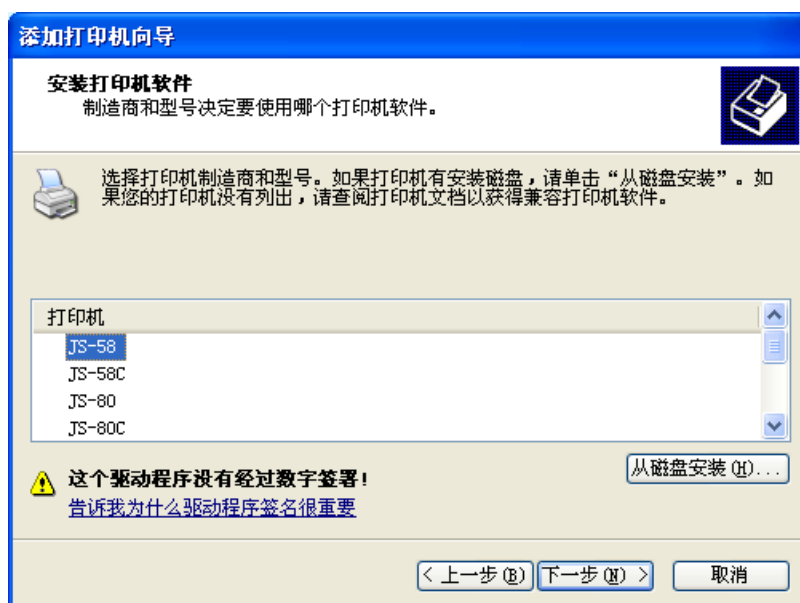 添加打印机向导
安装打印机软件
制造商和型号决定要使用哪个打印机软件。
选择打印机制造商和型号。如果打印机有安装磁盘，请单击“从磁盘安装”。如
果您的打印机没有列出，请查阅打印机文档以获得兼容打印机软件。
打印机
JS-58
JS-58C
JS-80
JS-80C
这个驱动程序没有经过数字签署!
告诉我为什么驱动程序签名很重要
从磁盘安装(H)...
< 上一步(B)
下一步(N) >
取消